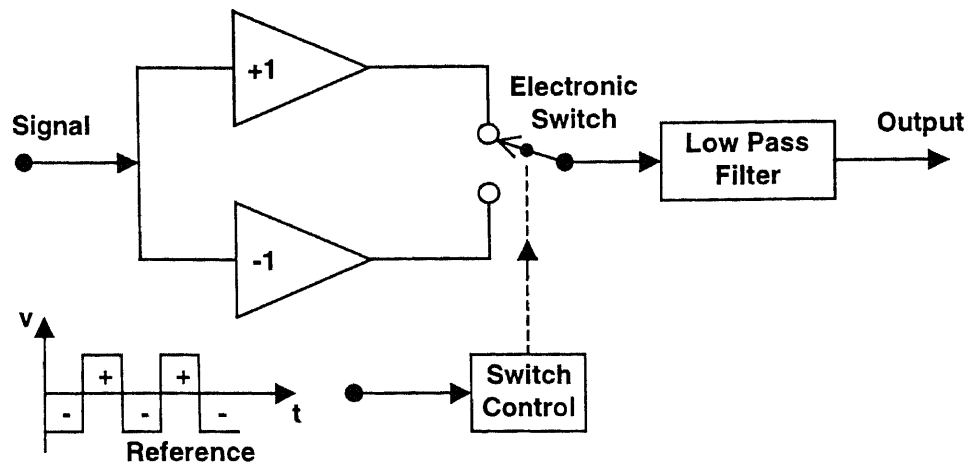 +1
Electronic
Switch
Signal
Low Pass
Filter
Output
-1
v
+ +
- - -
t
Reference
Switch
Control